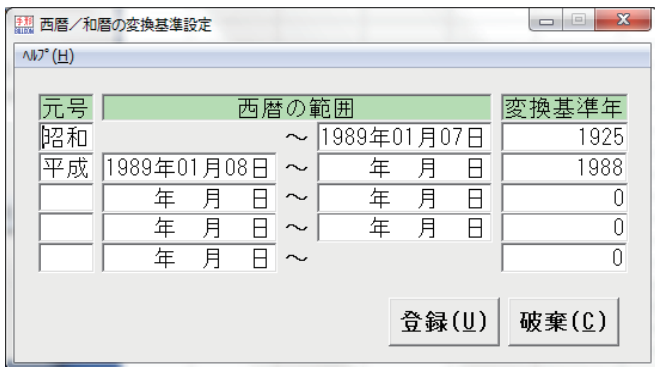 西暦／和暦の変換基準設定
ﾍﾙﾌﾟ(H)
元号 西暦の範囲 変換基準年
昭和 ～ 1989年01月07日 1925
平成 1989年01月08日 ～ 年 月 日 1988
年 月 日 ～ 年 月 日 0
年 月 日 ～ 年 月 日 0
年 月 日 ～ 0
登録(U) 破棄(C)